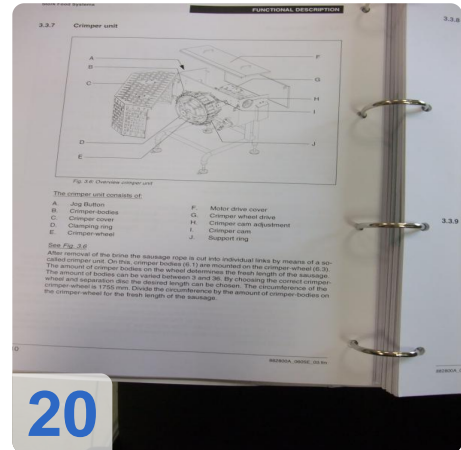 FUNCTIONAL DESCRIPTION
3.3.7 Crimper unit
A
B
C
D
E
F
G
H
I
J
Fig. 3-6 Overview crimper unit
The crimper unit consists of:
A. Jog Button
B. Crimper-bodies
C. Crimper cover
D. Clamping ring
E. Crimper-wheel
F. Motor drive cover
G. Crimper wheel drive
H. Crimper cam adjustment
I. Crimper cam
J. Support ring
See Fig. 3-6
After removal of the brine the sausage rope is cut into individual links by means of a so-
called crimper unit. On this, crimper bodies (6.1) are mounted on the crimper-wheel (6.3).
The amount of crimper bodies on the wheel determines the fresh length of the sausage.
The amount of bodies can be varied between 3 and 36. By choosing the correct crimper-
wheel and separation disc the desired length can be chosen. The circumference of the
crimper-wheel is 1755 mm. Divide the circumference by the amount of crimper-bodies on
the crimper-wheel for the fresh length of the sausage.
3.3.8
3.3.9
20